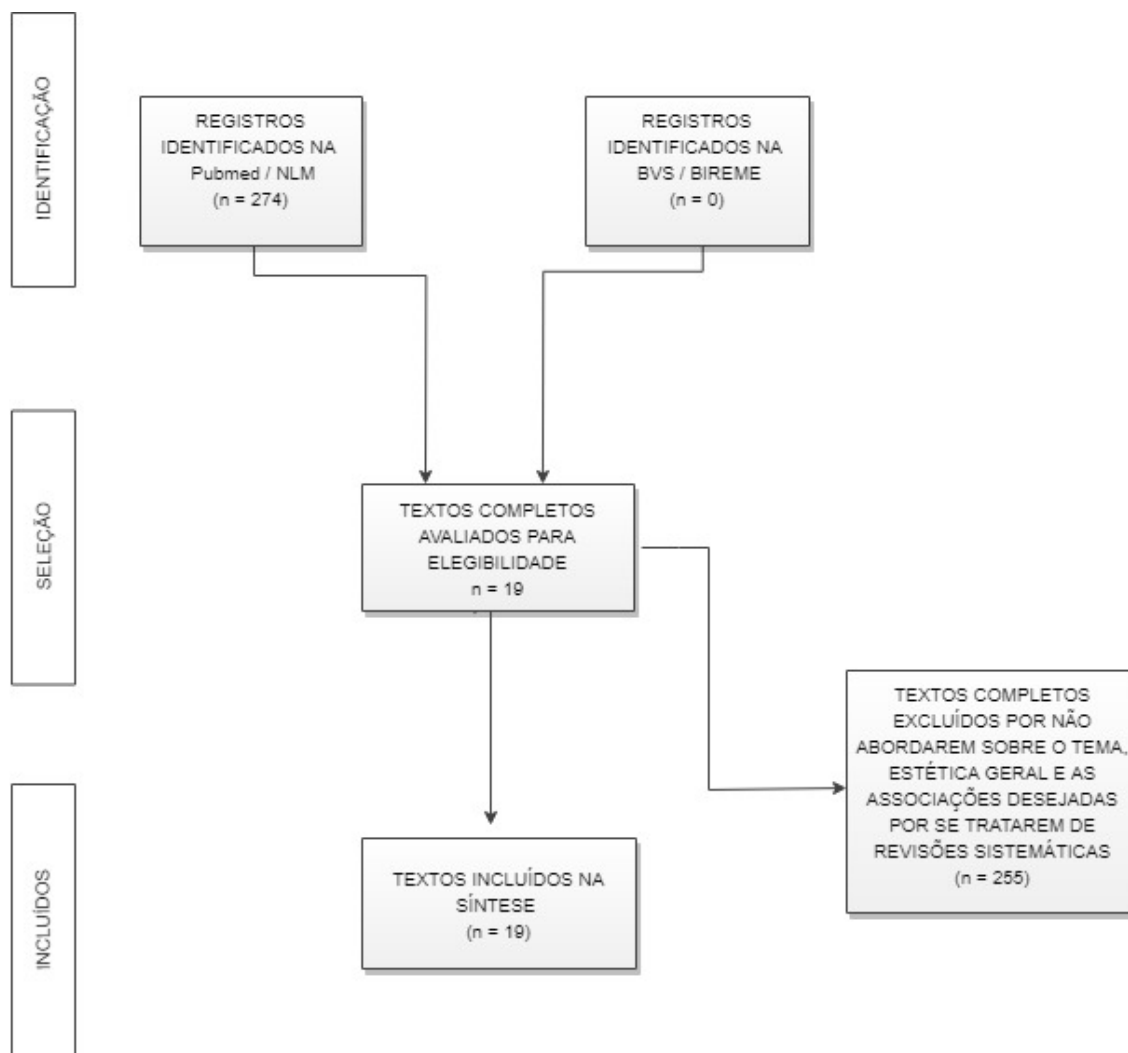 IDENTIFICAÇÃO
REGISTROS
IDENTIFICADOS NA
Pubmed / NLM
(n = 274)
REGISTROS
IDENTIFICADOS NA
BVS / BIREME
(n = 0)
SELEÇÃO
TEXTOS COMPLETOS
AVALIADOS PARA
ELEGIBILIDADE
n = 19
TEXTOS COMPLETOS
EXCLUÍDOS POR NÃO
ABORDAREM SOBRE O TEMA,
ESTÉTICA GERAL E AS
ASSOCIAÇÕES DESEJADAS
POR SE TRATAREM DE
REVISÕES SISTEMÁTICAS
(n = 255)
INCLUÍDOS
TEXTOS INCLUÍDOS NA
SÍNTESE
(n = 19)